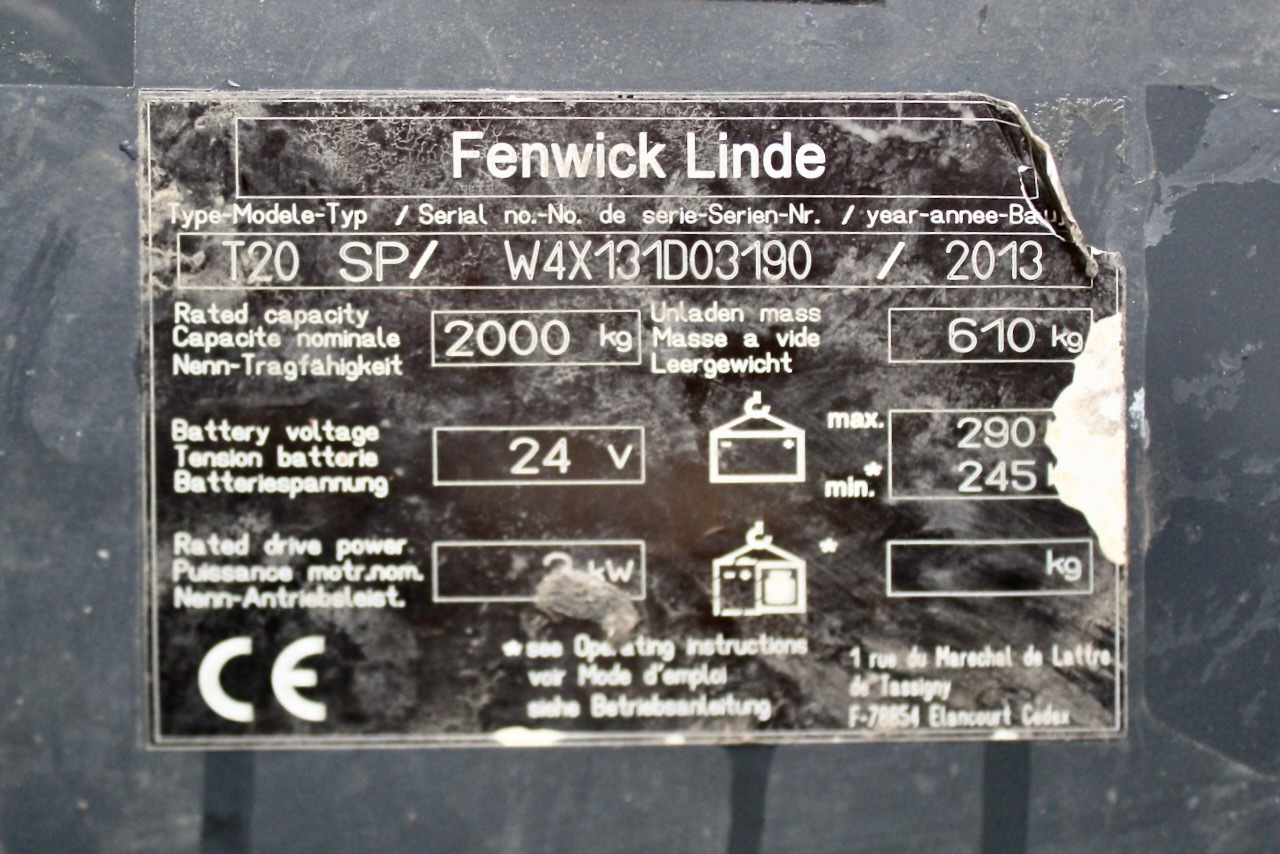 Fenwick Linde
Type-Modele-Typ / Serial no.-No. de serie-Serien-Nr. / year-annee-Bau
T20 SP/ W4X131D03190 / 2013
Rated capacity
Capacite nominale
Nenn-Tragfähigkeit
2000 kg
Unladen mass
Masse a vide
Leergewicht
610 kg
Battery voltage
Tension batterie
Batteriespannung
24 V
max. 290
min.* 245
Rated drive power
Puissance motr.nom.
Nenn-Antriebsleist.
kW
* kg
CE
*see Operating instructions
voir Mode d'emploi
siehe Betriebsanleitung
1 rue du Marechal de Lattre
de Tassigny
F-78854 Elancourt Cedex